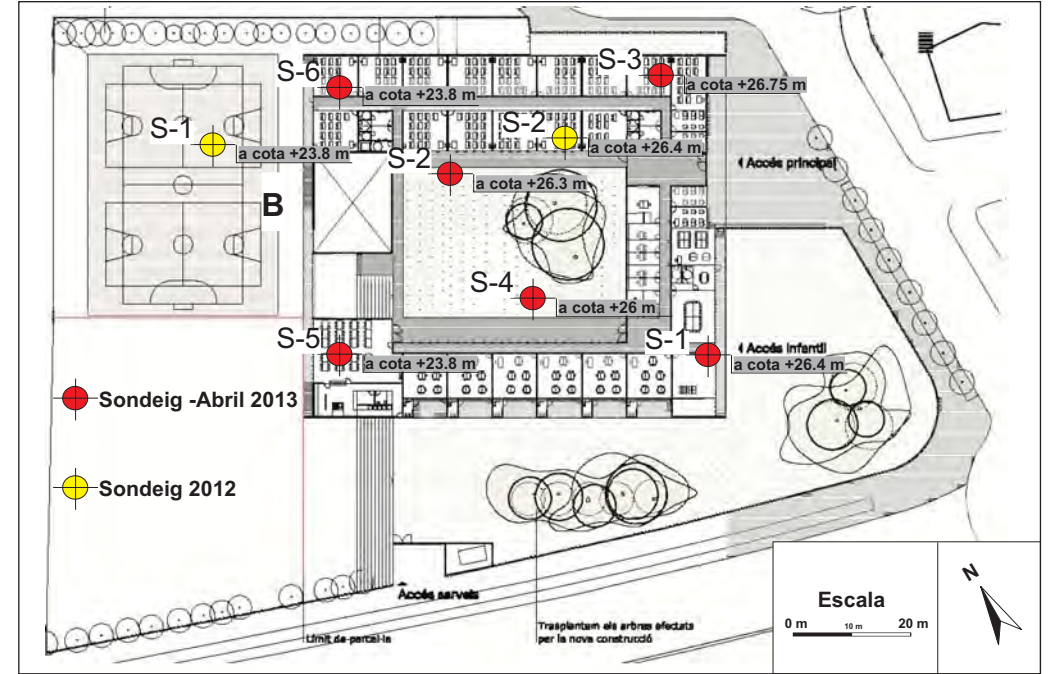 S-3
S-6
a cota +26.75 m
a cota +23.8 m
S-1
S-2
a cota +23.8 m
a cota +26.4 m
S-2
Accés principal
a cota +26.3 m
B
S-4
a cota +26 m
S-5
S-1
Accés infantil
a cota +23.8 m
a cota +26.4 m
Sondeig -Abril 2013
Sondeig 2012
Accés serveis
Límit de parcel·la
Trasplantem els arbres afectats
per la nova construcció
Escala
0 m 10 m 20 m
N